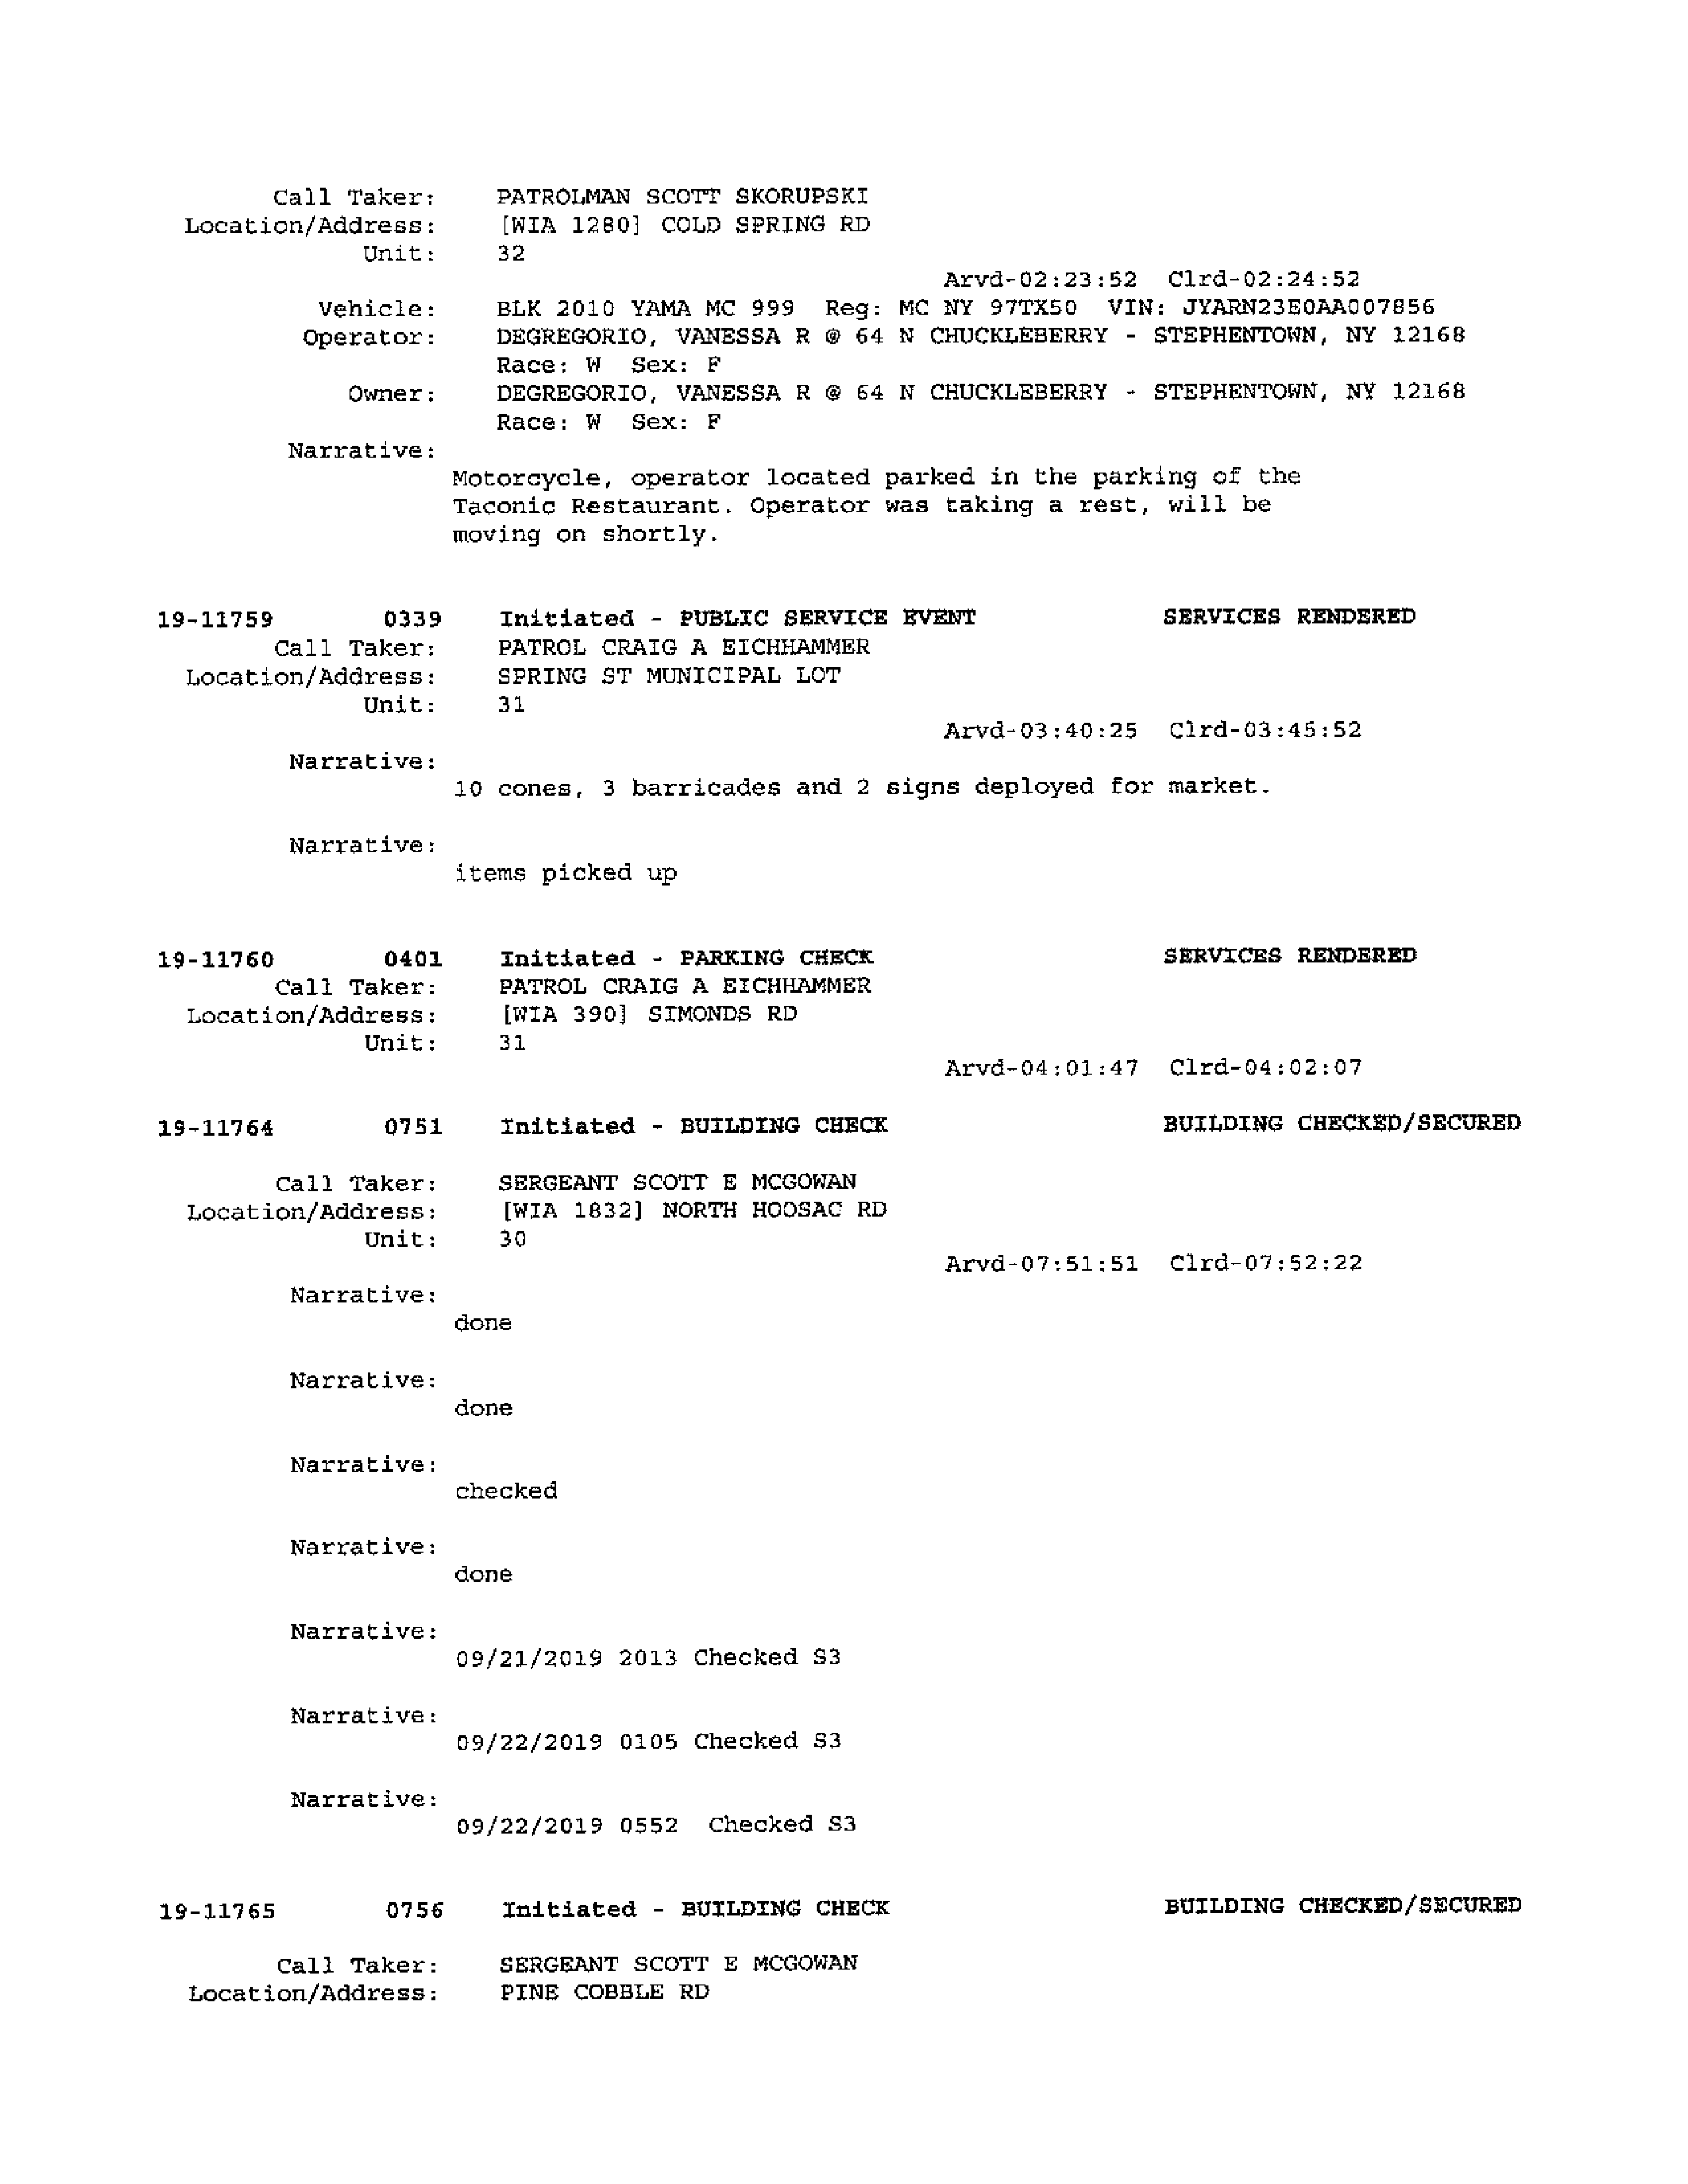 Call Taker: PATROLMAN SCOTT SKORUPSKI
Location/Address: [WIA 1280] COLD SPRING RD
Unit: 32
Arvd-02:23:52 Clrd-02:24:52
Vehicle: BLK 2010 YAMA MC 999 Reg: MC NY 97TX50 VIN: JYARN23E0AA007856
Operator: DEGREGORIO, VANESSA R @ 64 N CHUCKLEBERRY - STEPHENTOWN, NY 12168
Race: W Sex: F
Owner: DEGREGORIO, VANESSA R @ 64 N CHUCKLEBERRY - STEPHENTOWN, NY 12168
Race: W Sex: F
Narrative:
Motorcycle, operator located parked in the parking of the
Taconic Restaurant. Operator was taking a rest, will be
moving on shortly.
19-11759 0339 Initiated - PUBLIC SERVICE EVENT SERVICES RENDERED
Call Taker: PATROL CRAIG A EICHHAMMER
Location/Address: SPRING ST MUNICIPAL LOT
Unit: 31
Arvd-03:40:25 Clrd-03:45:52
Narrative:
10 cones, 3 barricades and 2 signs deployed for market.
Narrative:
items picked up
19-11760 0401 Initiated - PARKING CHECK SERVICES RENDERED
Call Taker: PATROL CRAIG A EICHHAMMER
Location/Address: [WIA 390] SIMONDS RD
Unit: 31
Arvd-04:01:47 Clrd-04:02:07
19-11764 0751 Initiated - BUILDING CHECK BUILDING CHECKED/SECURED
Call Taker: SERGEANT SCOTT E MCGOWAN
Location/Address: [WIA 1832] NORTH HOOSAC RD
Unit: 30
Arvd-07:51:51 Clrd-07:52:22
Narrative:
done
Narrative:
done
Narrative:
checked
Narrative:
done
Narrative:
09/21/2019 2013 Checked S3
Narrative:
09/22/2019 0105 Checked S3
Narrative:
09/22/2019 0552 Checked S3
19-11765 0756 Initiated - BUILDING CHECK BUILDING CHECKED/SECURED
Call Taker: SERGEANT SCOTT E MCGOWAN
Location/Address: PINE COBBLE RD